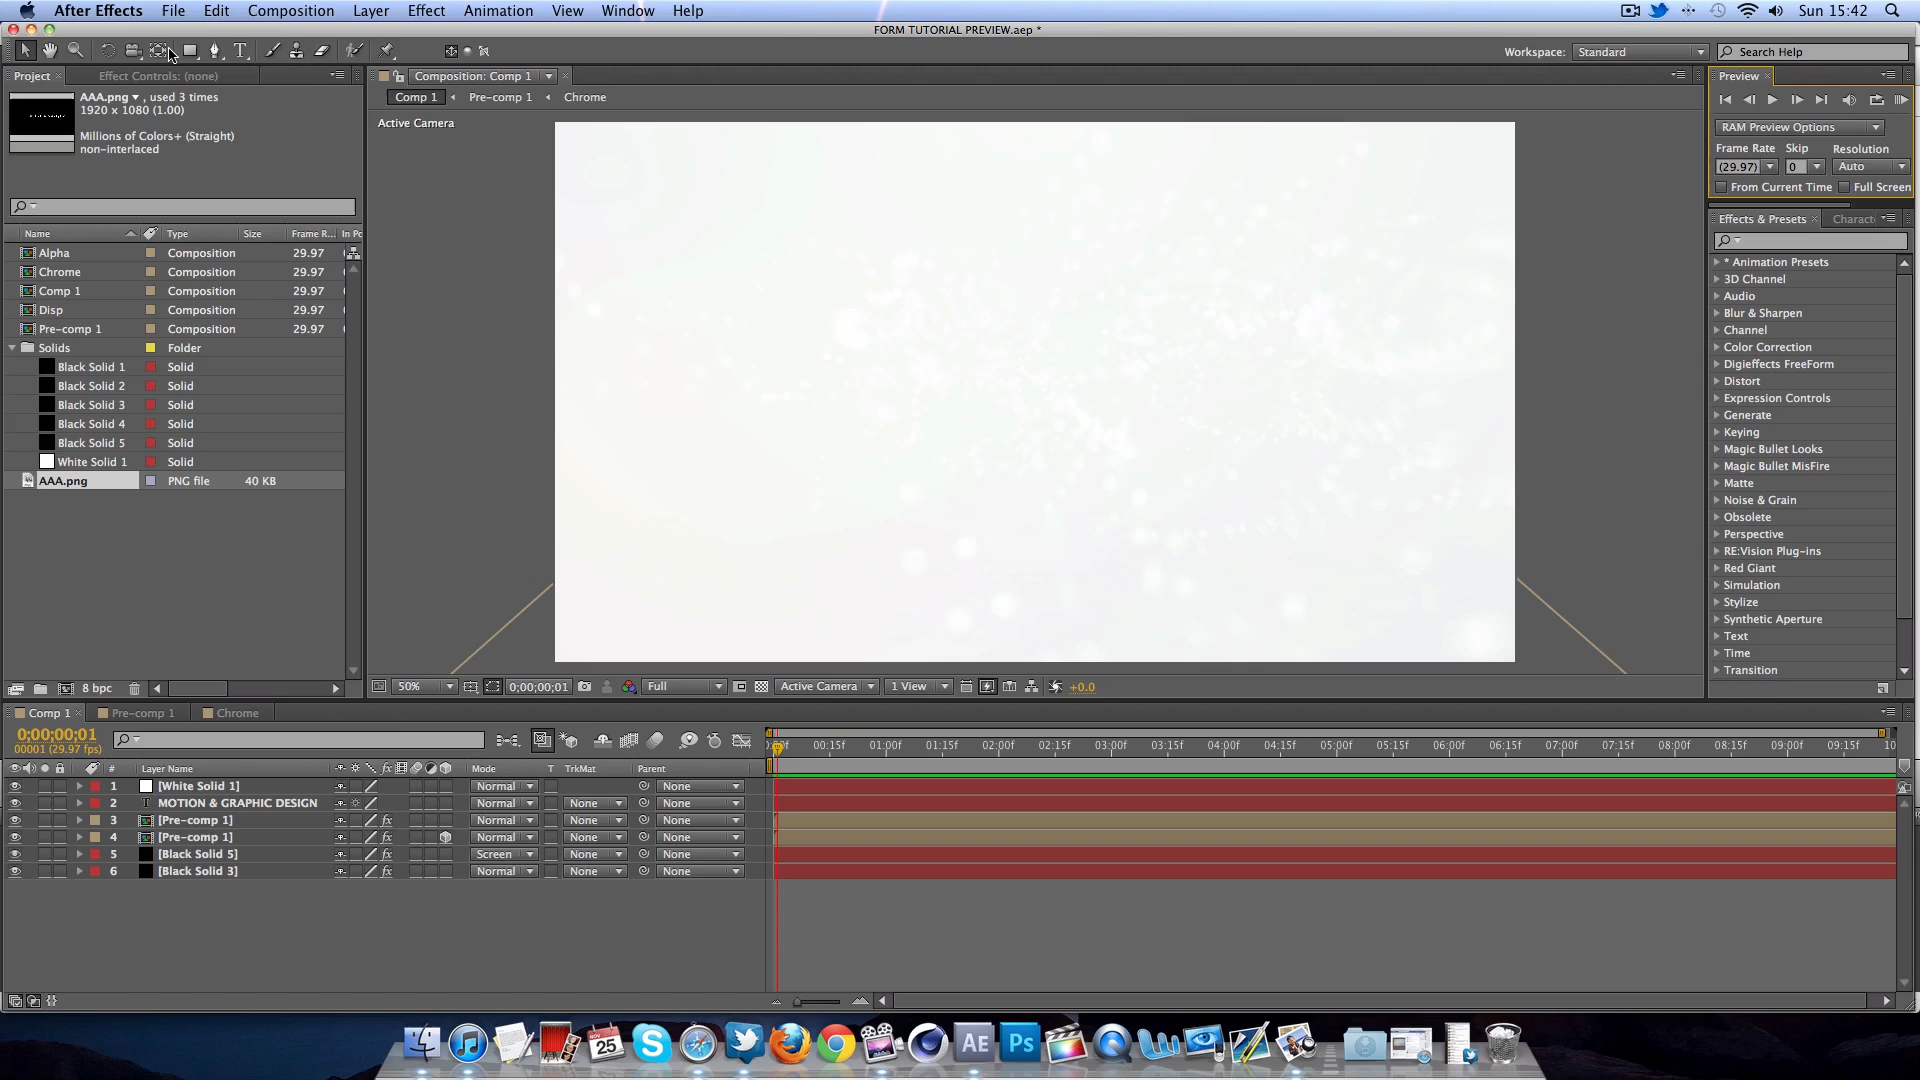 After Effects File Edit Composition Layer Effect Animation View Window Help Sun 15:42
FORM TUTORIAL PREVIEW.aep *
T Workspace: Standard Search Help
Project Effect Controls: (none) Composition: Comp 1 Preview
AAA.png , used 3 times
1920 x 1080 (1.00)
Millions of Colors+ (Straight)
non-interlaced
Comp 1 Pre-comp 1 Chrome
Active Camera
RAM Preview Options
Frame Rate Skip Resolution
(29.97) 0 Auto
From Current Time Full Screen
Effects & Presets Charact
Name Type Size Frame R... In Po
Alpha Composition 29.97
Chrome Composition 29.97
Comp 1 Composition 29.97
Disp Composition 29.97
Pre-comp 1 Composition 29.97
Solids Folder
Black Solid 1 Solid
Black Solid 2 Solid
Black Solid 3 Solid
Black Solid 4 Solid
Black Solid 5 Solid
White Solid 1 Solid
AAA.png PNG file 40 KB
* Animation Presets
3D Channel
Audio
Blur & Sharpen
Channel
Color Correction
Digieffects FreeForm
Distort
Expression Controls
Generate
Keying
Magic Bullet Looks
Magic Bullet MisFire
Matte
Noise & Grain
Obsolete
Perspective
RE:Vision Plug-ins
Red Giant
Simulation
Stylize
Synthetic Aperture
Text
Time
Transition
8 bpc 50% 0;00;00;01 Full Active Camera 1 View +0.0
Comp 1 Pre-comp 1 Chrome
0;00;00;01
00001 (29.97 fps)
00:15f 01:00f 01:15f 02:00f 02:15f 03:00f 03:15f 04:00f 04:15f 05:00f 05:15f 06:00f 06:15f 07:00f 07:15f 08:00f 08:15f 09:00f 09:15f 10
# Layer Name fx Mode T TrkMat Parent
1 [White Solid 1] Normal None
2 T MOTION & GRAPHIC DESIGN Normal None None
3 [Pre-comp 1] fx Normal None None
4 [Pre-comp 1] fx Normal None None
5 [Black Solid 5] fx Screen None None
6 [Black Solid 3] fx Normal None None
NOV
25
AE
Ps